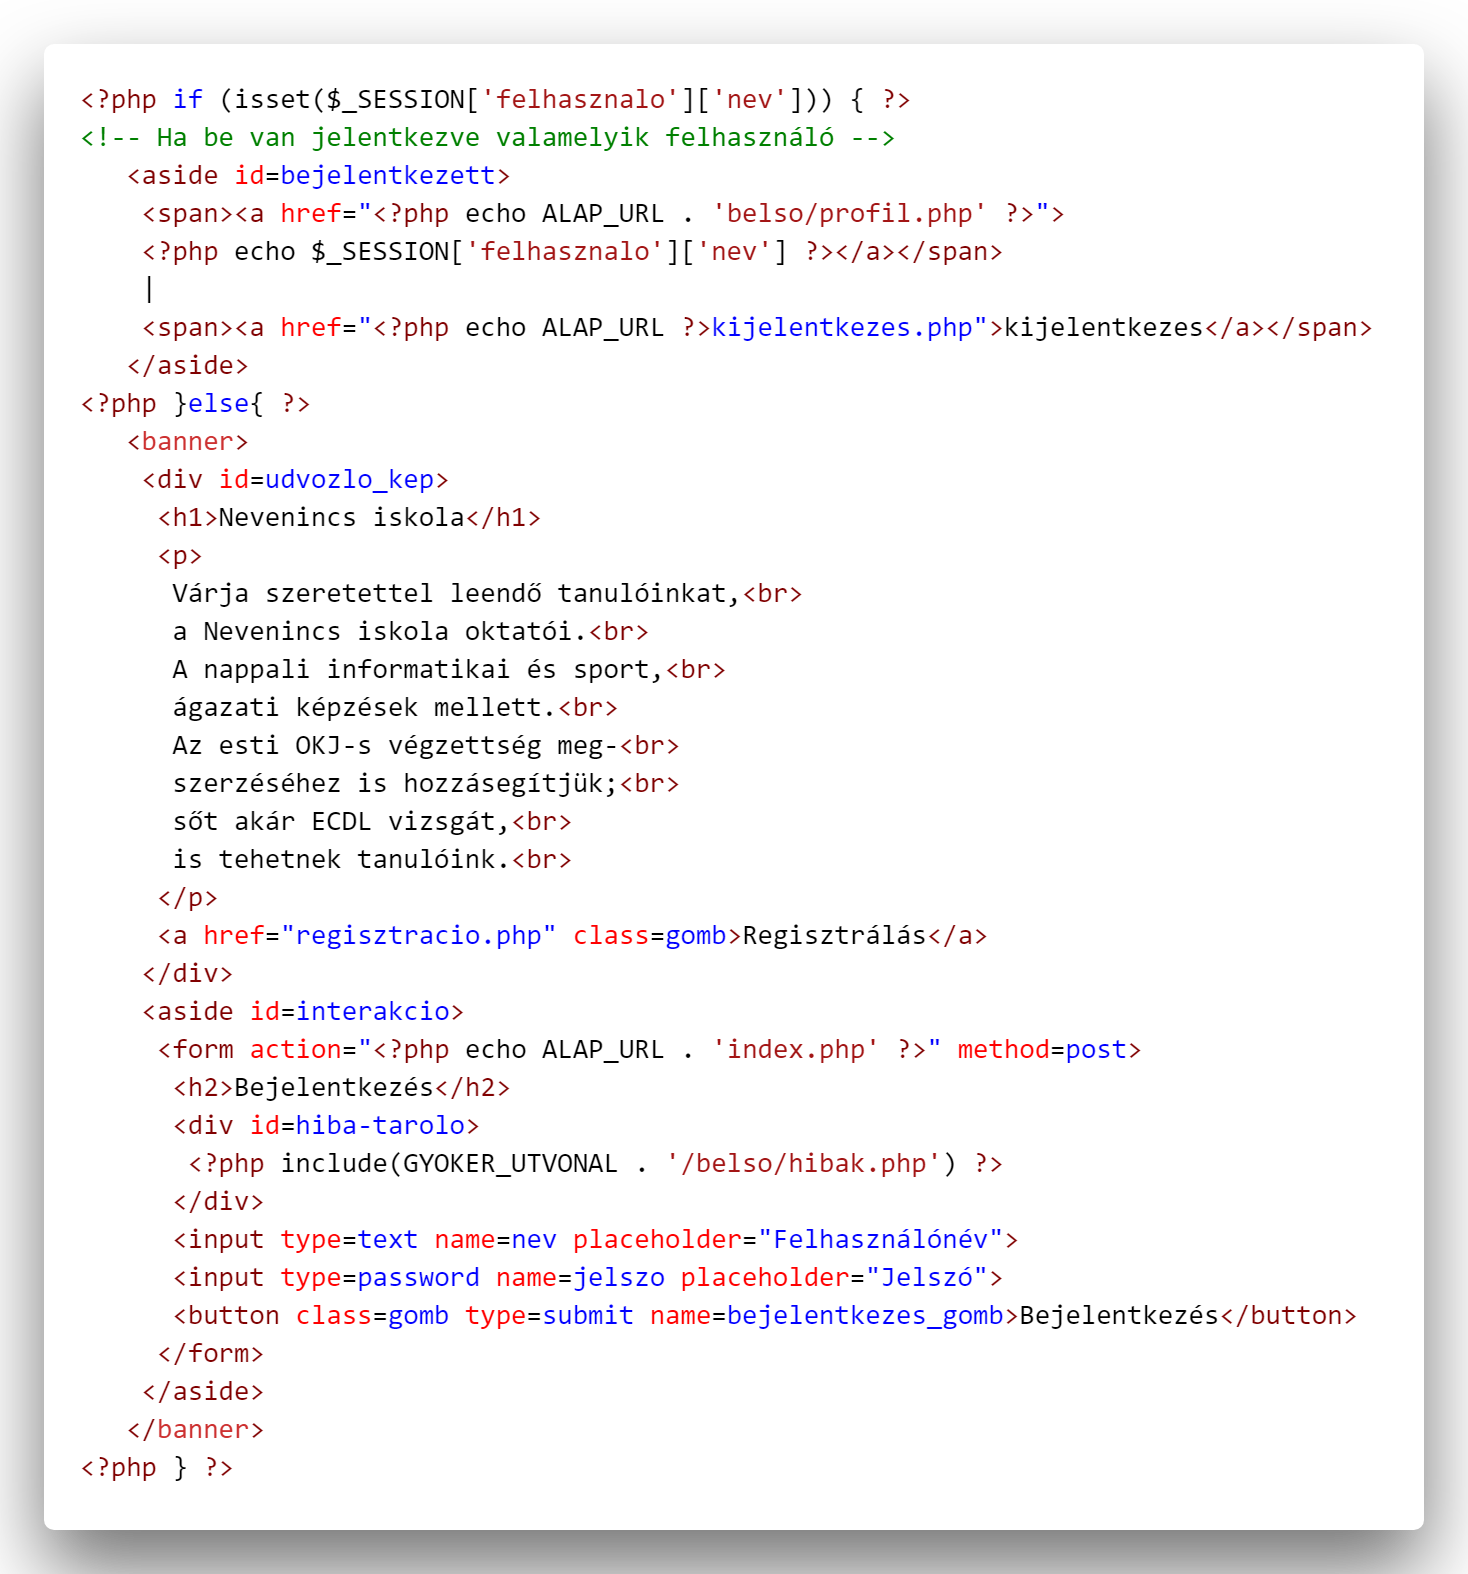 <?php if (isset($_SESSION['felhasznalo']['nev'])) { ?>
<!-- Ha be van jelentkezve valamelyik felhasználó -->
<aside id=bejelentkezett>
<span><a href="<?php echo ALAP_URL . 'belso/profil.php' ?>">
<?php echo $_SESSION['felhasznalo']['nev'] ?></a></span>
|
<span><a href="<?php echo ALAP_URL ?>kijelentkezes.php">kijelentkezes</a></span>
</aside>
<?php }else{ ?>
<banner>
<div id=udvozlo_kep>
<h1>Nevenincs iskola</h1>
<p>
Várja szeretettel leendő tanulóinkat,<br>
a Nevenincs iskola oktatói.<br>
A nappali informatikai és sport,<br>
ágazati képzések mellett.<br>
Az esti OKJ-s végzettség meg-<br>
szerzéséhez is hozzásegítjük;<br>
sőt akár ECDL vizsgát,<br>
is tehetnek tanulóink.<br>
</p>
<a href="regisztracio.php" class=gomb>Regisztrálás</a>
</div>
<aside id=interakcio>
<form action="<?php echo ALAP_URL . 'index.php' ?>" method=post>
<h2>Bejelentkezés</h2>
<div id=hiba-tarolo>
<?php include(GYOKER_UTVONAL . '/belso/hibak.php') ?>
</div>
<input type=text name=nev placeholder="Felhasználónév">
<input type=password name=jelszo placeholder="Jelszó">
<button class=gomb type=submit name=bejelentkezes_gomb>Bejelentkezés</button>
</form>
</aside>
</banner>
<?php } ?>